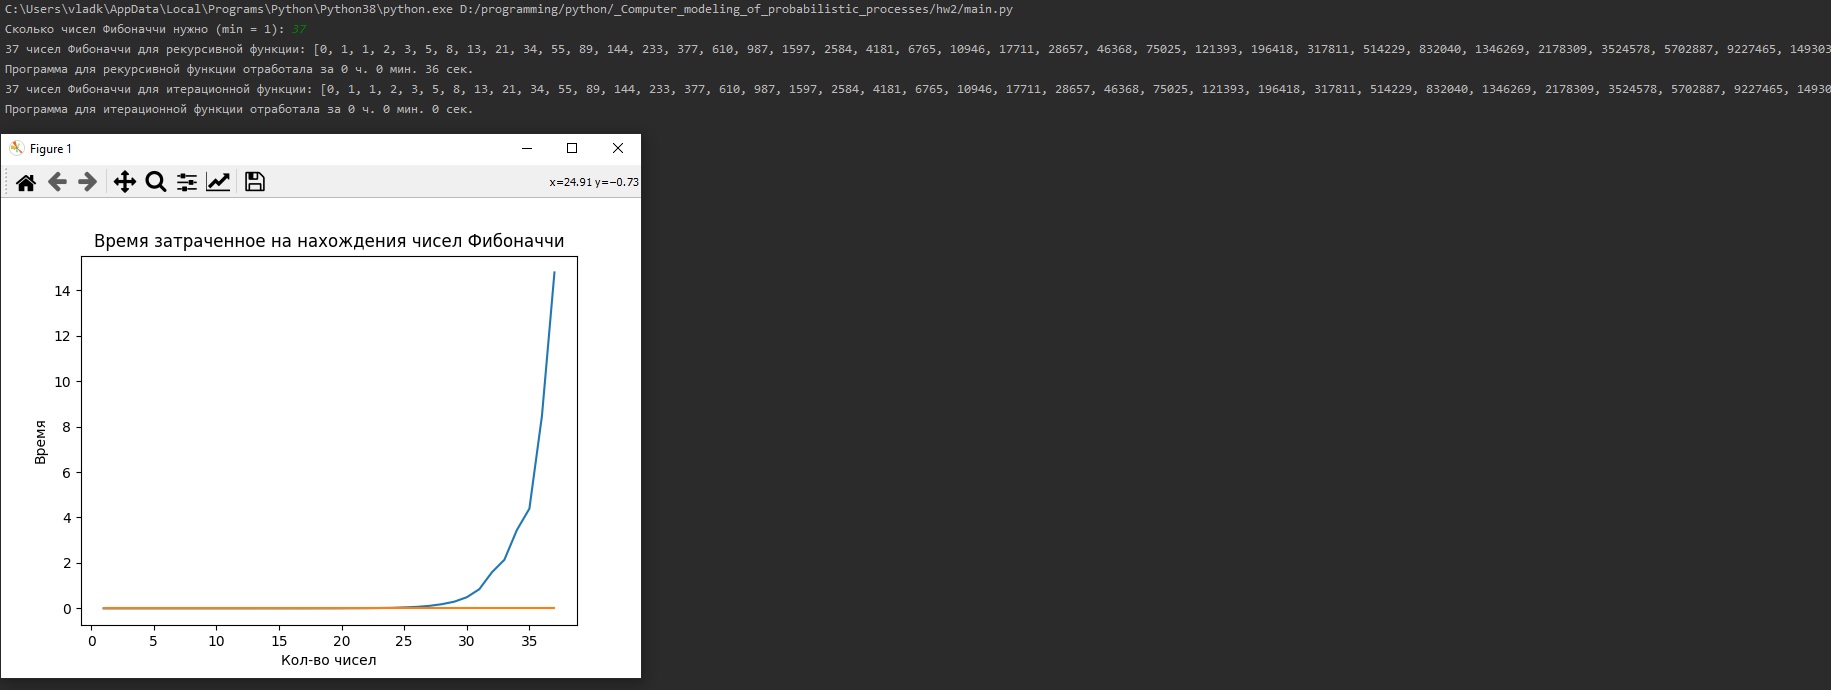 C:\Users\vladk\AppData\Local\Programs\Python\Python38\python.exe D:/programming/python/_Computer_modeling_of_probabilistic_processes/hw2/main.py
Сколько чисел Фибоначчи нужно (min = 1): 37
37 чисел Фибоначчи для рекурсивной функции: [0, 1, 1, 2, 3, 5, 8, 13, 21, 34, 55, 89, 144, 233, 377, 610, 987, 1597, 2584, 4181, 6765, 10946, 17711, 28657, 46368, 75025, 121393, 196418, 317811, 514229, 832040, 1346269, 2178309, 3524578, 5702887, 9227465, 149303
Программа для рекурсивной функции отработала за 0 ч. 0 мин. 36 сек.
37 чисел Фибоначчи для итерационной функции: [0, 1, 1, 2, 3, 5, 8, 13, 21, 34, 55, 89, 144, 233, 377, 610, 987, 1597, 2584, 4181, 6765, 10946, 17711, 28657, 46368, 75025, 121393, 196418, 317811, 514229, 832040, 1346269, 2178309, 3524578, 5702887, 9227465, 14930
Программа для итерационной функции отработала за 0 ч. 0 мин. 0 сек.
Figure 1
x=24.91 y=−0.73
Время затраченное на нахождения чисел Фибоначчи
14
12
10
8
6
4
2
0
Время
0 5 10 15 20 25 30 35
Кол-во чисел